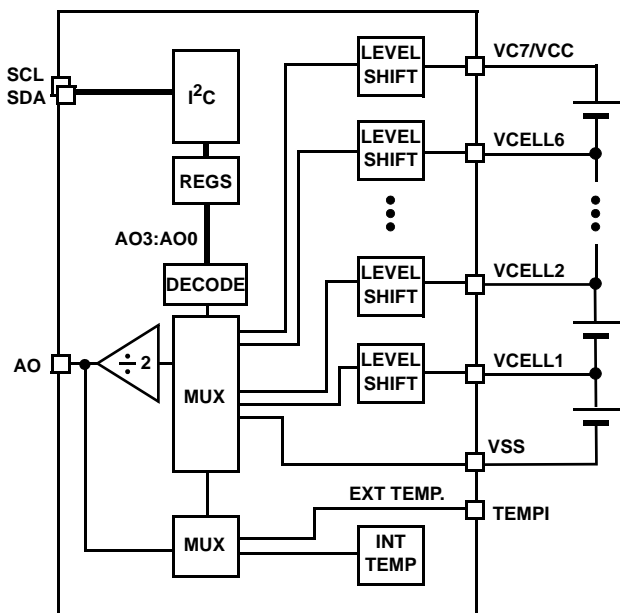 SCL
SDA
I²C
REGS
AO3:AO0
DECODE
AO
÷ 2
MUX
MUX
LEVEL
SHIFT
LEVEL
SHIFT
LEVEL
SHIFT
LEVEL
SHIFT
VC7/VCC
VCELL6
VCELL2
VCELL1
VSS
EXT TEMP.
TEMPI
INT
TEMP